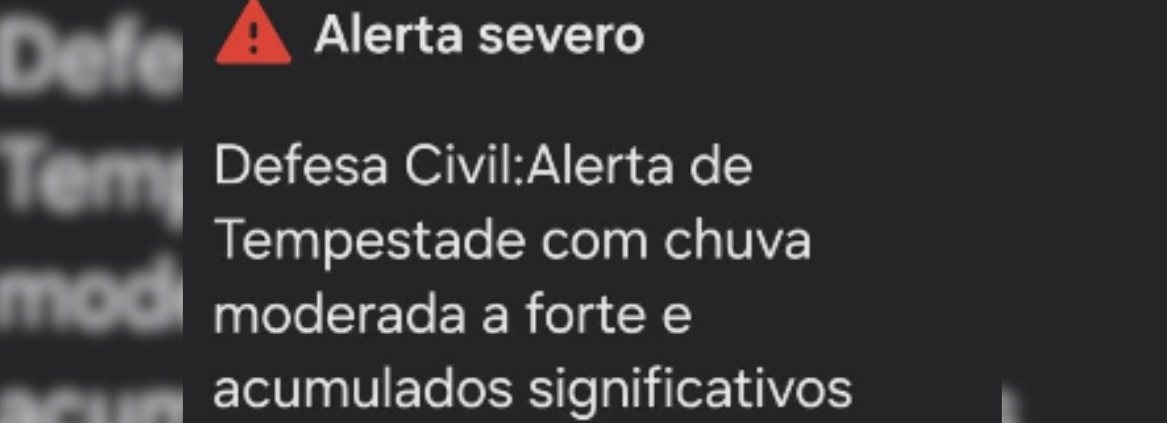 Alerta severo
Defesa Civil:Alerta de
Tempestade com chuva
moderada a forte e
acumulados significativos